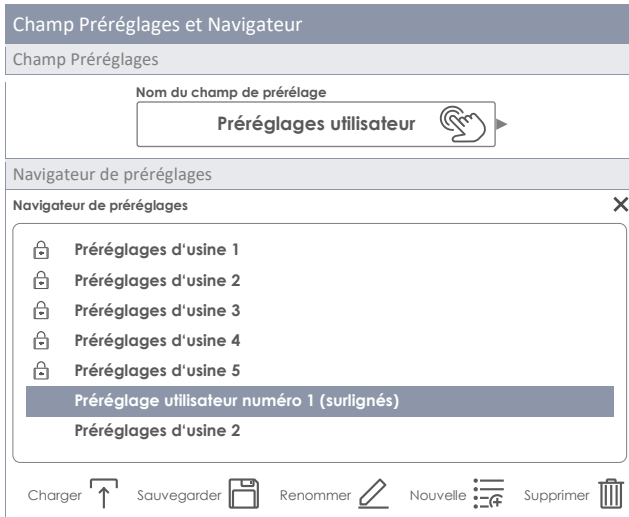 Champ Préréglages et Navigateur
Champ Préréglages
Nom du champ de prérélage
Préréglages utilisateur
Navigateur de préréglages
Navigateur de préréglages
Préréglages d‘usine 1
Préréglages d‘usine 2
Préréglages d‘usine 3
Préréglages d‘usine 4
Préréglages d‘usine 5
Préréglage utilisateur numéro 1 (surlignés)
Préréglages d‘usine 2
Charger Sauvegarder Renommer Nouvelle Supprimer